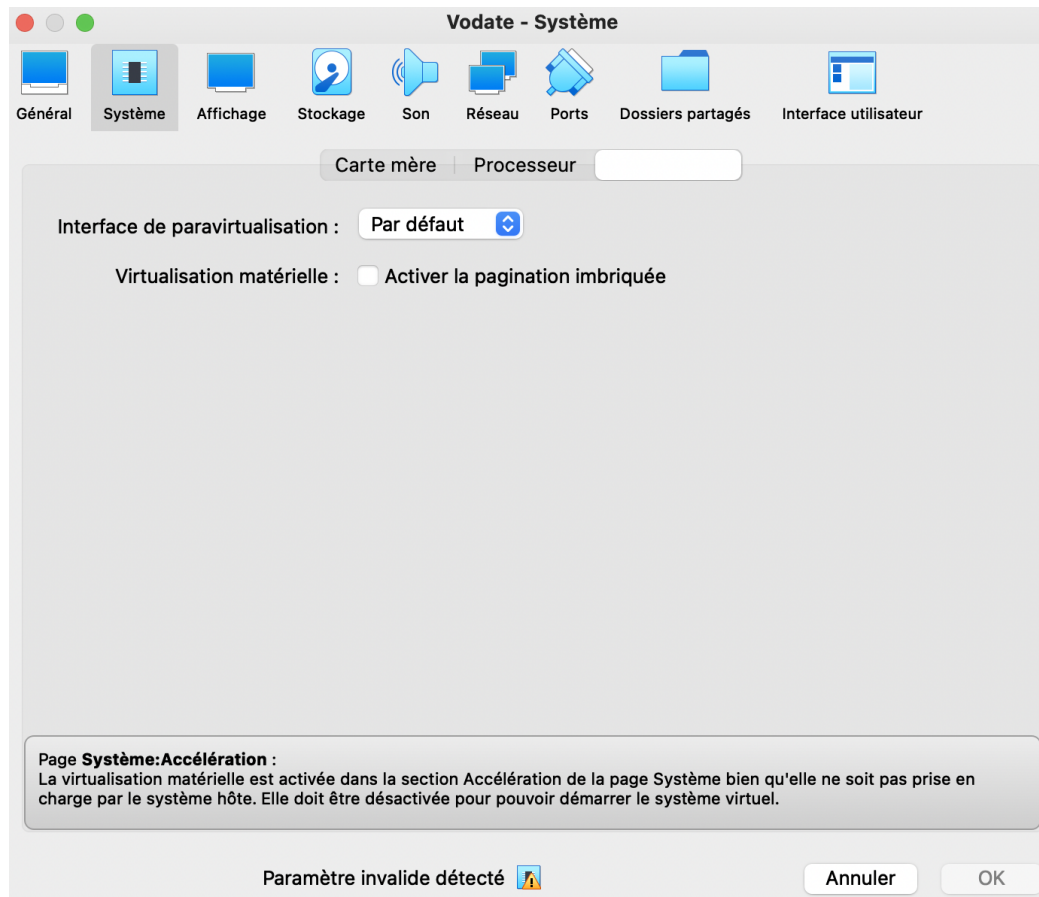 Vodate - Système
Général Système Affichage Stockage Son Réseau Ports Dossiers partagés Interface utilisateur
Carte mère Processeur
Interface de paravirtualisation : Par défaut
Virtualisation matérielle : Activer la pagination imbriquée
Page Système:Accélération :
La virtualisation matérielle est activée dans la section Accélération de la page Système bien qu'elle ne soit pas prise en
charge par le système hôte. Elle doit être désactivée pour pouvoir démarrer le système virtuel.
Paramètre invalide détecté Annuler OK